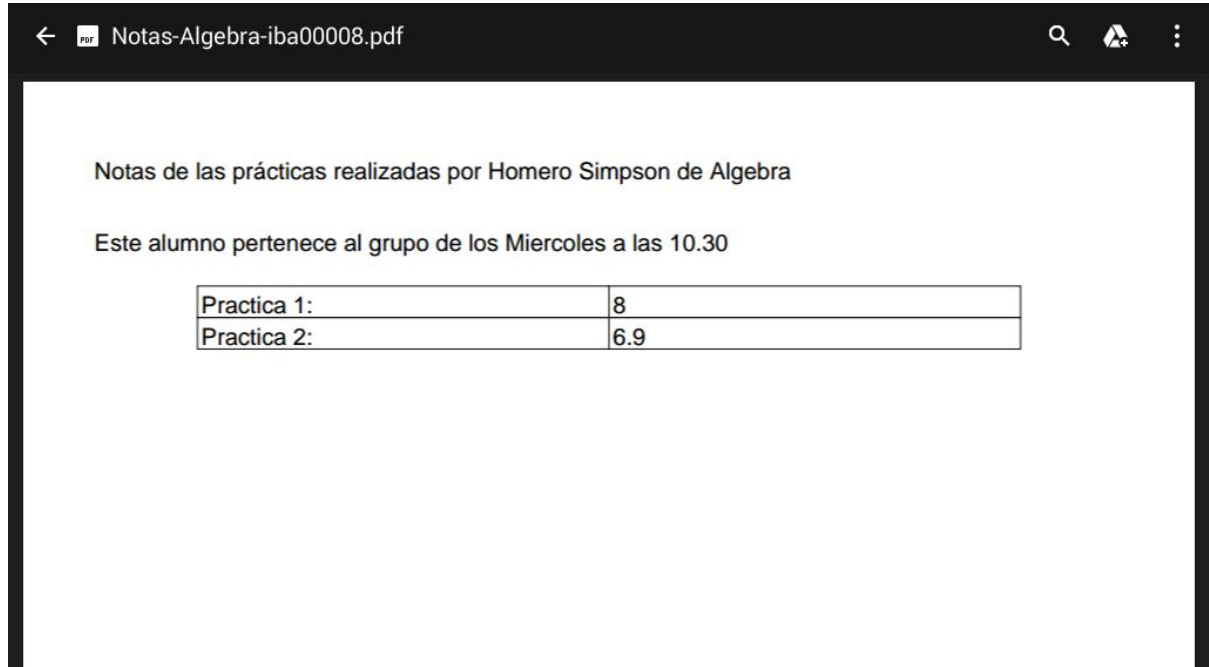 PDF Notas-Algebra-iba00008.pdf
Notas de las prácticas realizadas por Homero Simpson de Algebra
Este alumno pertenece al grupo de los Miercoles a las 10.30
Practica 1: 8
Practica 2: 6.9